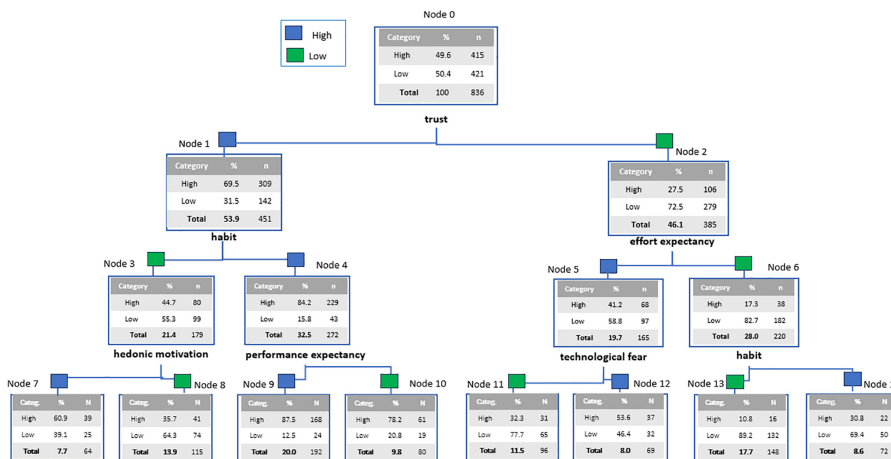 Node 0
High
Low
Category % n
High 49.6 415
Low 50.4 421
Total 100 836
trust
Node 1
Category % n
High 69.5 309
Low 31.5 142
Total 53.9 451
habit
Node 2
Category % n
High 27.5 106
Low 72.5 279
Total 46.1 385
effort expectancy
Node 3
Category % n
High 44.7 80
Low 55.3 99
Total 21.4 179
hedonic motivation
Node 4
Category % n
High 84.2 229
Low 15.8 43
Total 32.5 272
performance expectancy
Node 5
Category % n
High 41.2 68
Low 58.8 97
Total 19.7 165
technological fear
Node 6
Category % n
High 17.3 38
Low 82.7 182
Total 28.0 220
habit
Node 7
Categ. % N
High 60.9 39
Low 39.1 25
Total 7.7 64
Node 8
Categ. % N
High 35.7 41
Low 64.3 74
Total 13.9 115
Node 9
Categ. % N
High 87.5 168
Low 12.5 24
Total 20.0 192
Node 10
Categ. % N
High 78.2 61
Low 20.8 19
Total 9.8 80
Node 11
Categ. % N
High 32.3 31
Low 77.7 65
Total 11.5 96
Node 12
Categ. % N
High 53.6 37
Low 46.4 32
Total 8.0 69
Node 13
Categ. % N
High 10.8 16
Low 89.2 132
Total 17.7 148
Node
Categ. % N
High 30.8 22
Low 69.4 50
Total 8.6 72